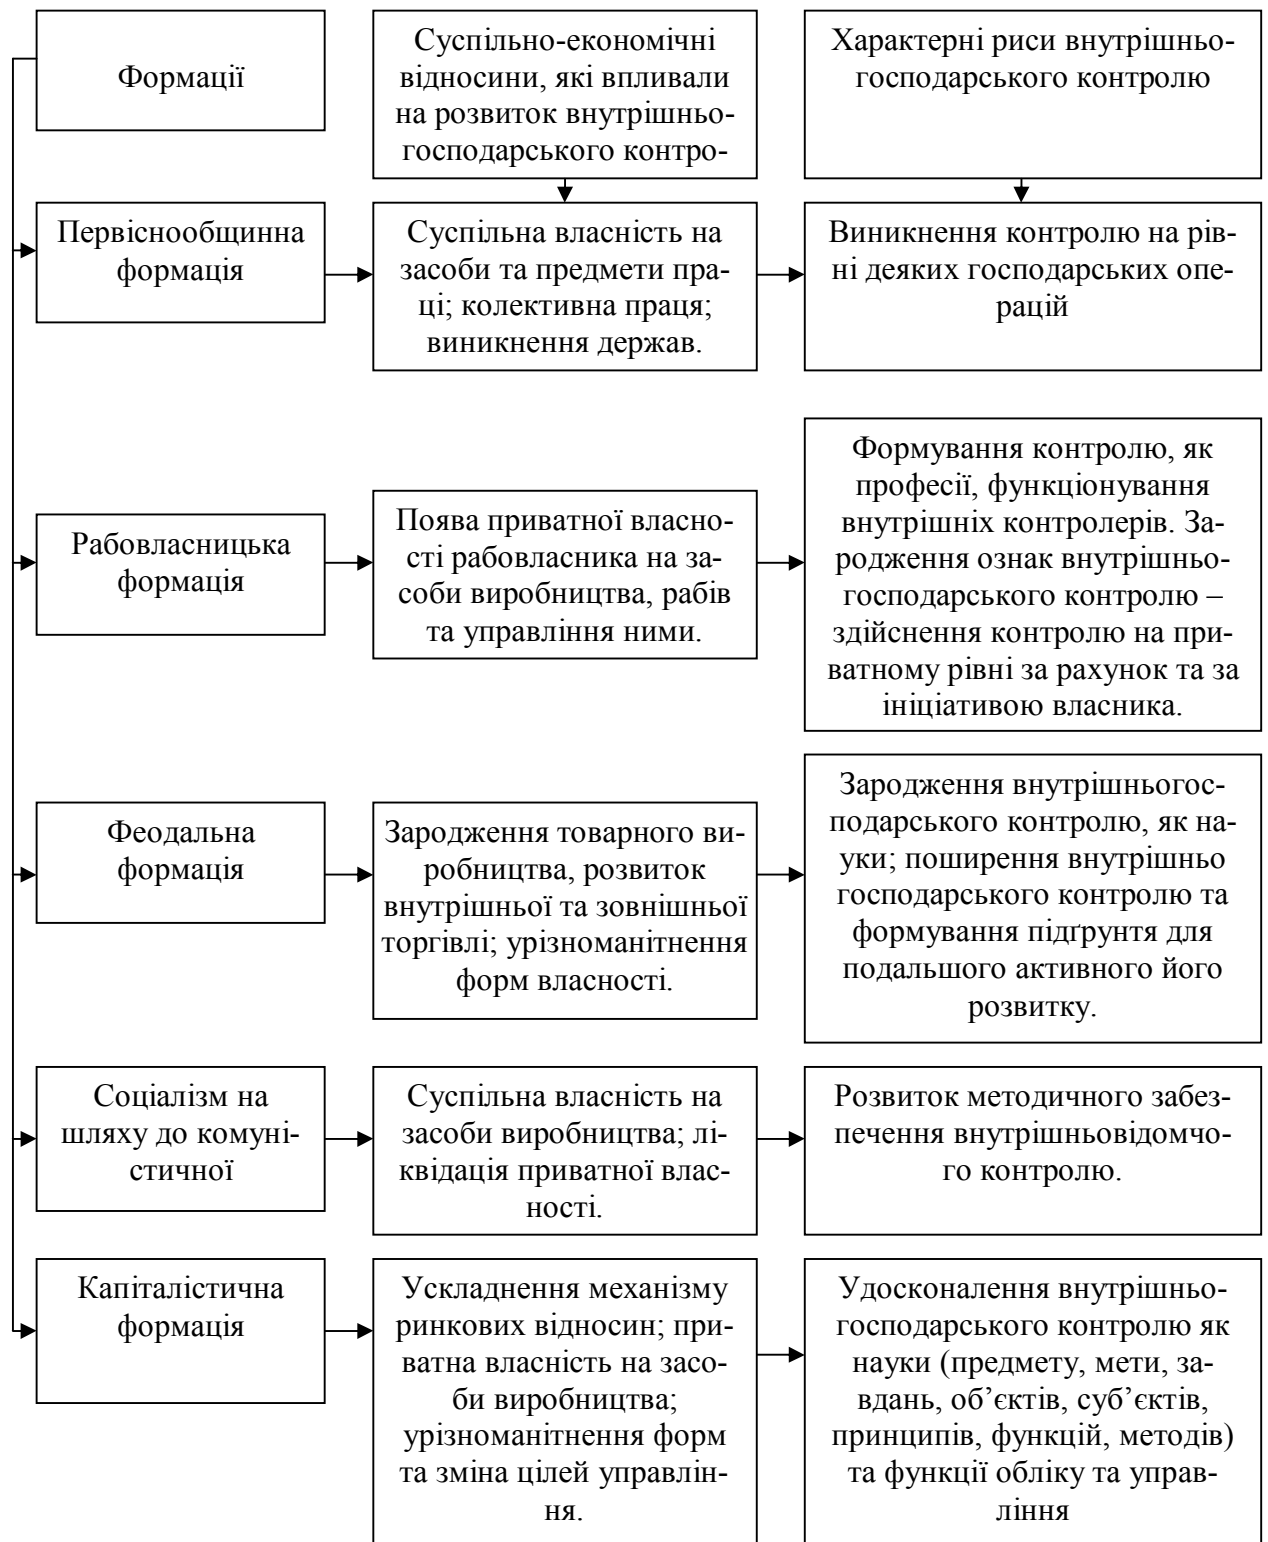 Формації
Суспільно-економічні
відносини, які впливали
на розвиток внутрішньо-
господарського контро-
Характерні риси внутрішньо-
господарського контролю
Первіснообщинна
формація
Суспільна власність на
засоби та предмети пра-
ці; колективна праця;
виникнення держав.
Виникнення контролю на рів-
ні деяких господарських опе-
рацій
Рабовласницька
формація
Поява приватної власно-
сті рабовласника на за-
соби виробництва, рабів
та управління ними.
Формування контролю, як
професії, функціонування
внутрішніх контролерів. За-
родження ознак внутрішньо-
господарського контролю –
здійснення контролю на при-
ватному рівні за рахунок та за
ініціативою власника.
Феодальна
формація
Зародження товарного ви-
робництва, розвиток
внутрішньої та зовнішньої
торгівлі; урізноманітнення
форм власності.
Зародження внутрішньогос-
подарського контролю, як на-
уки; поширення внутрішньо
господарського контролю та
формування підґрунтя для
подальшого активного його
розвитку.
Соціалізм на
шляху до комуні-
стичної
Суспільна власність на
засоби виробництва; лі-
квідація приватної влас-
ності.
Розвиток методичного забез-
печення внутрішньовідомчо-
го контролю.
Капіталістична
формація
Ускладнення механізму
ринкових відносин; при-
ватна власність на засо-
би виробництва;
урізноманітнення форм
та зміна цілей управлін-
ня.
Удосконалення внутрішньо-
господарського контролю як
науки (предмету, мети, за-
вдань, об’єктів, суб’єктів,
принципів, функцій, методів)
та функції обліку та управ-
ління